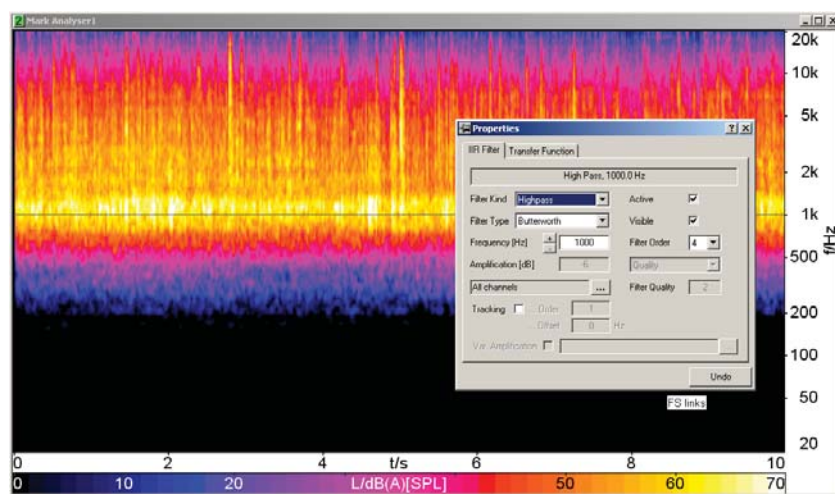 2 Mark Analyser1
20k
10k
5k
2k
1k
f/Hz
500
200
100
50
20
Properties
IIR Filter Transfer Function
High Pass, 1000.0 Hz
Filter Kind Highpass Active
Filter Type Butterworth Visible
Frequency [Hz] 1000 Filter Order 4
Amplification [dB] -6 Quality
All channels ... Filter Quality 2
Tracking ... Order 1
... Offset 0 Hz
Var. Amplification ...
Undo
FS links
0 2 4 t/s 6 8 10
0 10 20 L/dB(A)[SPL] 50 60 70